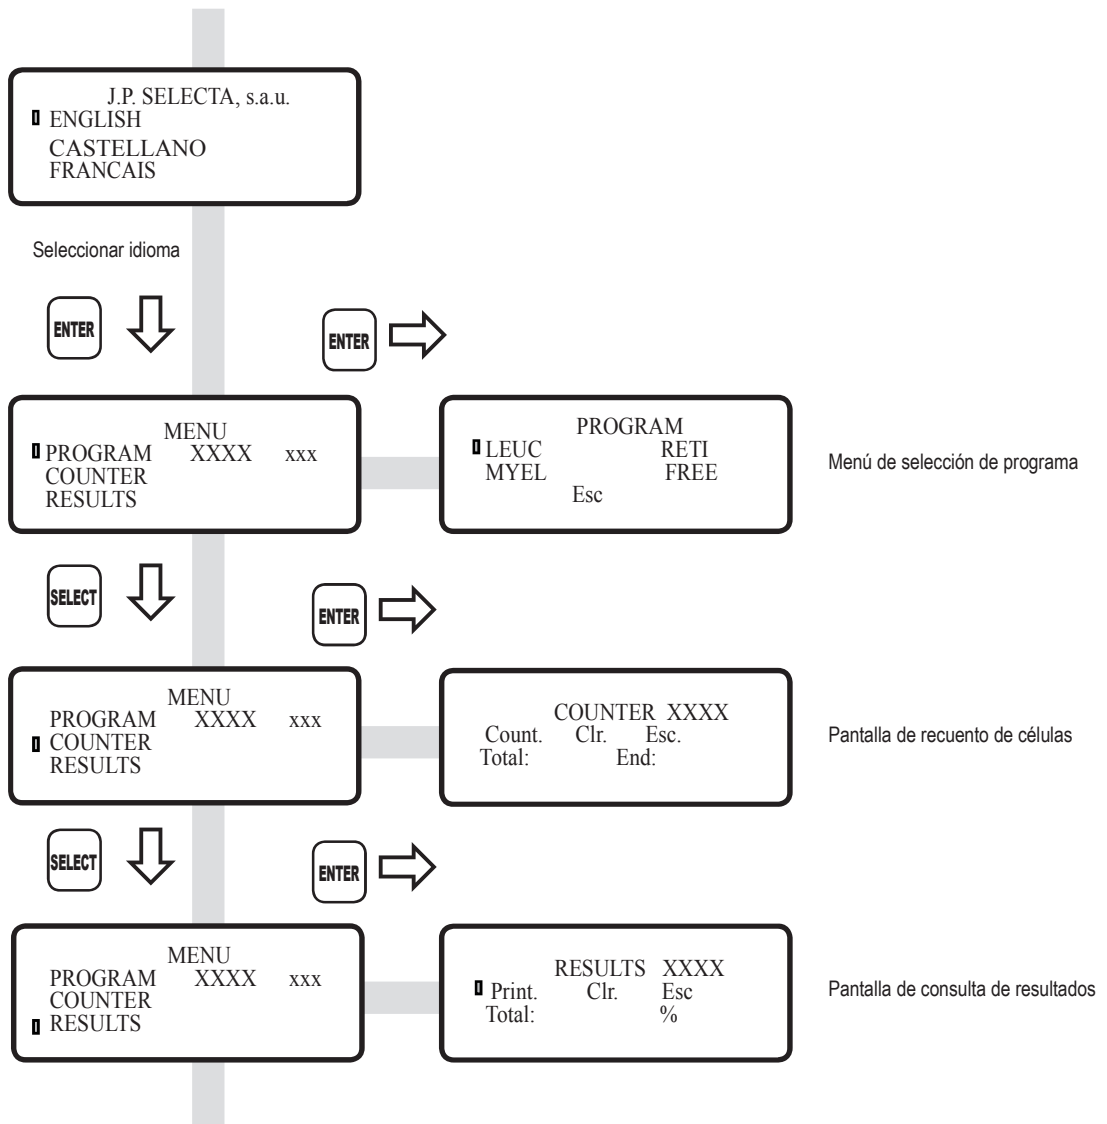 J.P. SELECTA, s.a.u.
ENGLISH
CASTELLANO
FRANCAIS
Seleccionar idioma
ENTER
ENTER
MENU
PROGRAM XXXX xxx
COUNTER
RESULTS
PROGRAM
LEUC RETI
MYEL FREE
Esc
Menú de selección de programa
SELECT
ENTER
MENU
PROGRAM XXXX xxx
COUNTER
RESULTS
COUNTER XXXX
Count. Clr. Esc.
Total: End:
Pantalla de recuento de células
SELECT
ENTER
MENU
PROGRAM XXXX xxx
COUNTER
RESULTS
RESULTS XXXX
Print. Clr. Esc
Total: %
Pantalla de consulta de resultados